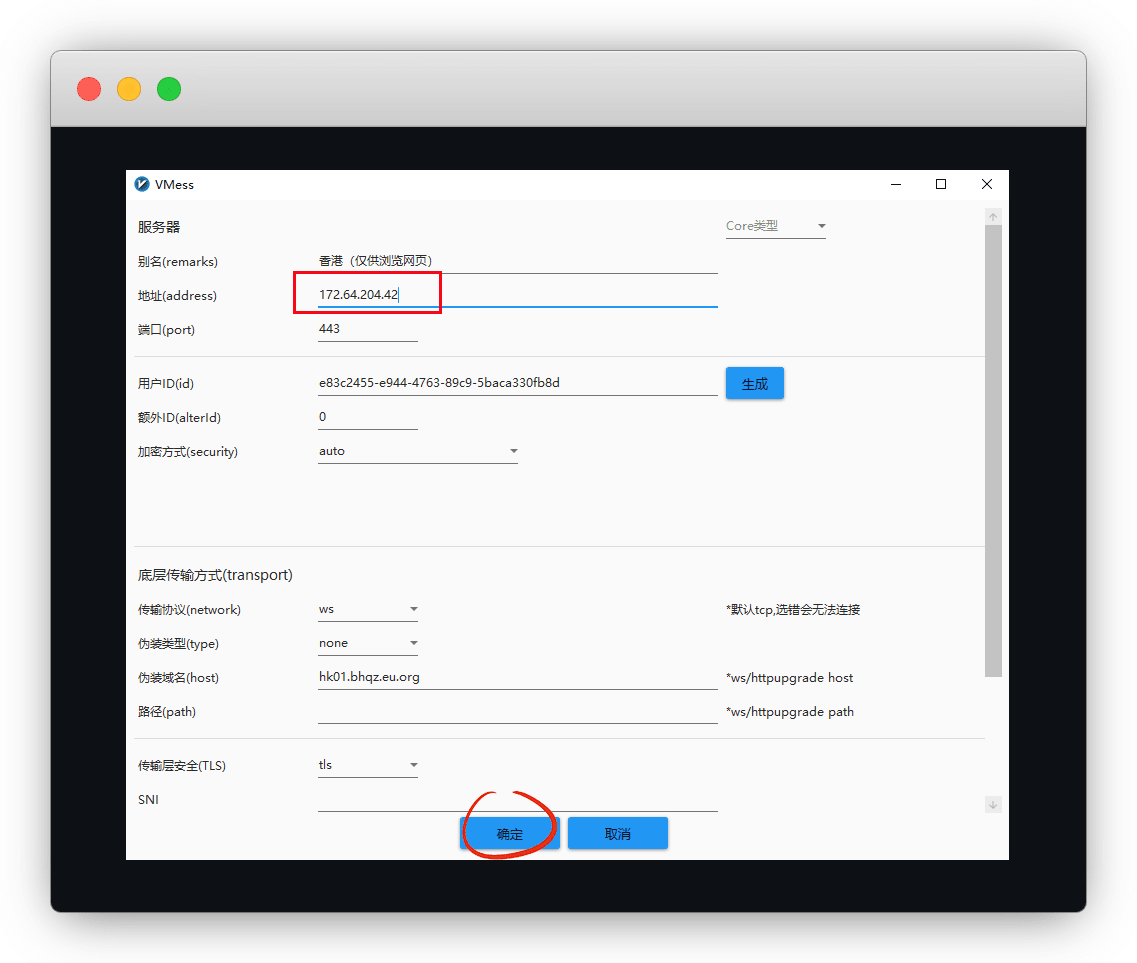 VMess
服务器 Core类型
别名(remarks) 香港（仅供浏览网页）
地址(address) 172.64.204.42
端口(port) 443
用户ID(id) e83c2455-e944-4763-89c9-5baca330fb8d 生成
额外ID(alterId) 0
加密方式(security) auto
底层传输方式(transport)
传输协议(network) ws *默认tcp,选错会无法连接
伪装类型(type) none
伪装域名(host) hk01.bhqz.eu.org *ws/httpupgrade host
路径(path) *ws/httpupgrade path
传输层安全(TLS) tls
SNI
确定 取消